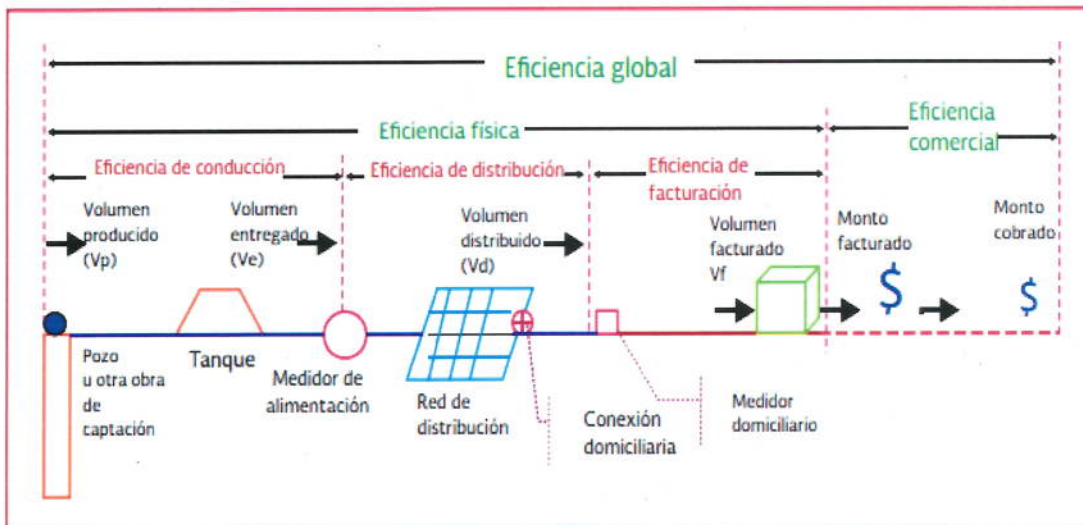 Eficiencia global
Eficiencia física
Eficiencia
comercial
Eficiencia de conducción
Eficiencia de distribución
Eficiencia de
facturación
Volumen
producido
(Vp)
Volumen
entregado
(Ve)
Volumen
distribuido
(Vd)
Volumen
facturado
Vf
Monto
facturado
Monto
cobrado
$
$
Pozo
u otra obra
de
captación
Tanque
Medidor de
alimentación
Red de
distribución
Conexión
domiciliaria
Medidor
domiciliario